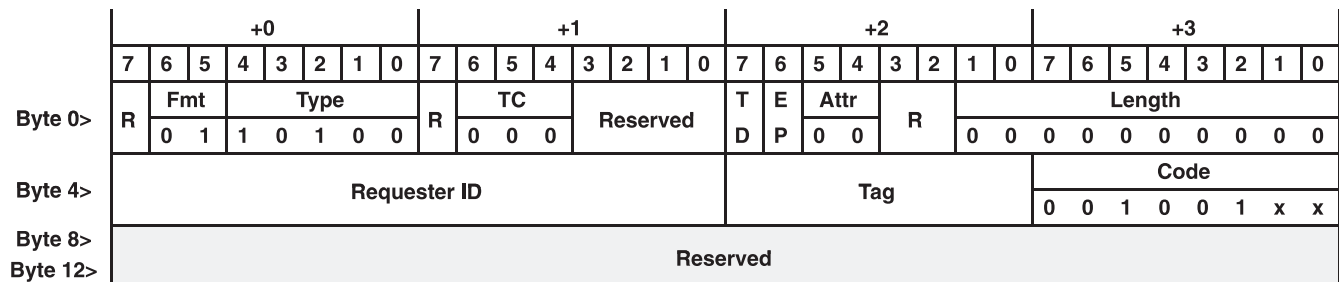 +0 +1 +2 +3
7 6 5 4 3 2 1 0 7 6 5 4 3 2 1 0 7 6 5 4 3 2 1 0 7 6 5 4 3 2 1 0
Byte 0> R Fmt Type R TC Reserved T E Attr R Length
0 1 1 0 1 0 0 0 0 0 D P 0 0 0 0 0 0 0 0 0 0 0 0
Byte 4> Requester ID Tag Code
0 0 1 0 0 1 x x
Byte 8> Reserved
Byte 12>